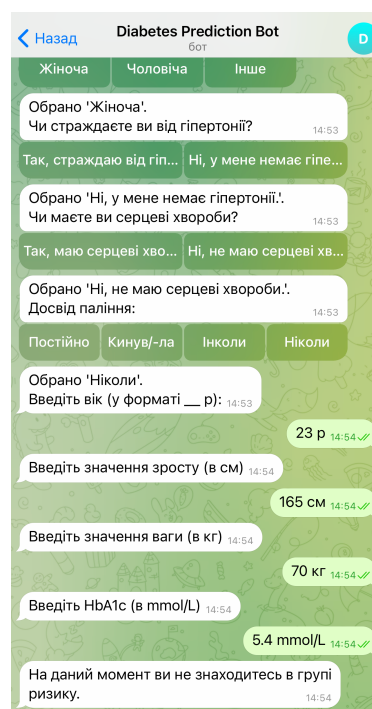 Назад
Diabetes Prediction Bot
бот
D
Жіноча Чоловіча Інше
Обрано 'Жіноча'.
Чи страждаєте ви від гіпертонії?
14:53
Так, страждаю від гіп... Ні, у мене немає гіпе...
Обрано 'Ні, у мене немає гіпертонії.'.
Чи маєте ви серцеві хвороби?
14:53
Так, маю серцеві хво... Ні, не маю серцеві хв...
Обрано 'Ні, не маю серцеві хвороби.'.
Досвід паління:
14:53
Постійно Кинув/-ла Інколи Ніколи
Обрано 'Ніколи'.
Введіть вік (у форматі __ р): 14:53
23 р 14:54
Введіть значення зросту (в см) 14:54
165 см 14:54
Введіть значення ваги (в кг) 14:54
70 кг 14:54
Введіть HbA1c (в mmol/L) 14:54
5.4 mmol/L 14:54
На даний момент ви не знаходитесь в групі
ризику. 14:54